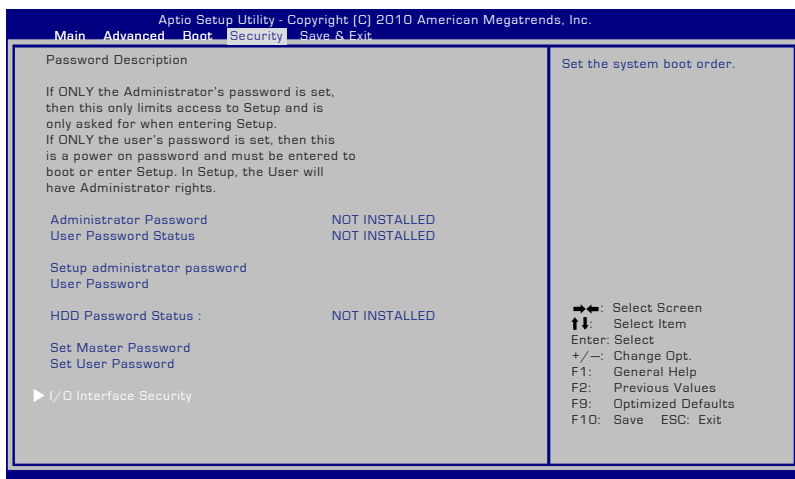 Aptio Setup Utility - Copyright (C) 2010 American Megatrends, Inc.
Main Advanced Boot Security Save & Exit
Password Description
If ONLY the Administrator's password is set,
then this only limits access to Setup and is
only asked for when entering Setup.
If ONLY the user's password is set, then this
is a power on password and must be entered to
boot or enter Setup. In Setup, the User will
have Administrator rights.
Administrator Password NOT INSTALLED
User Password Status NOT INSTALLED
Setup administrator password
User Password
HDD Password Status : NOT INSTALLED
Set Master Password
Set User Password
▶ I/O Interface Security
Set the system boot order.
→←: Select Screen
↑↓: Select Item
Enter: Select
+/—: Change Opt.
F1: General Help
F2: Previous Values
F9: Optimized Defaults
F10: Save ESC: Exit